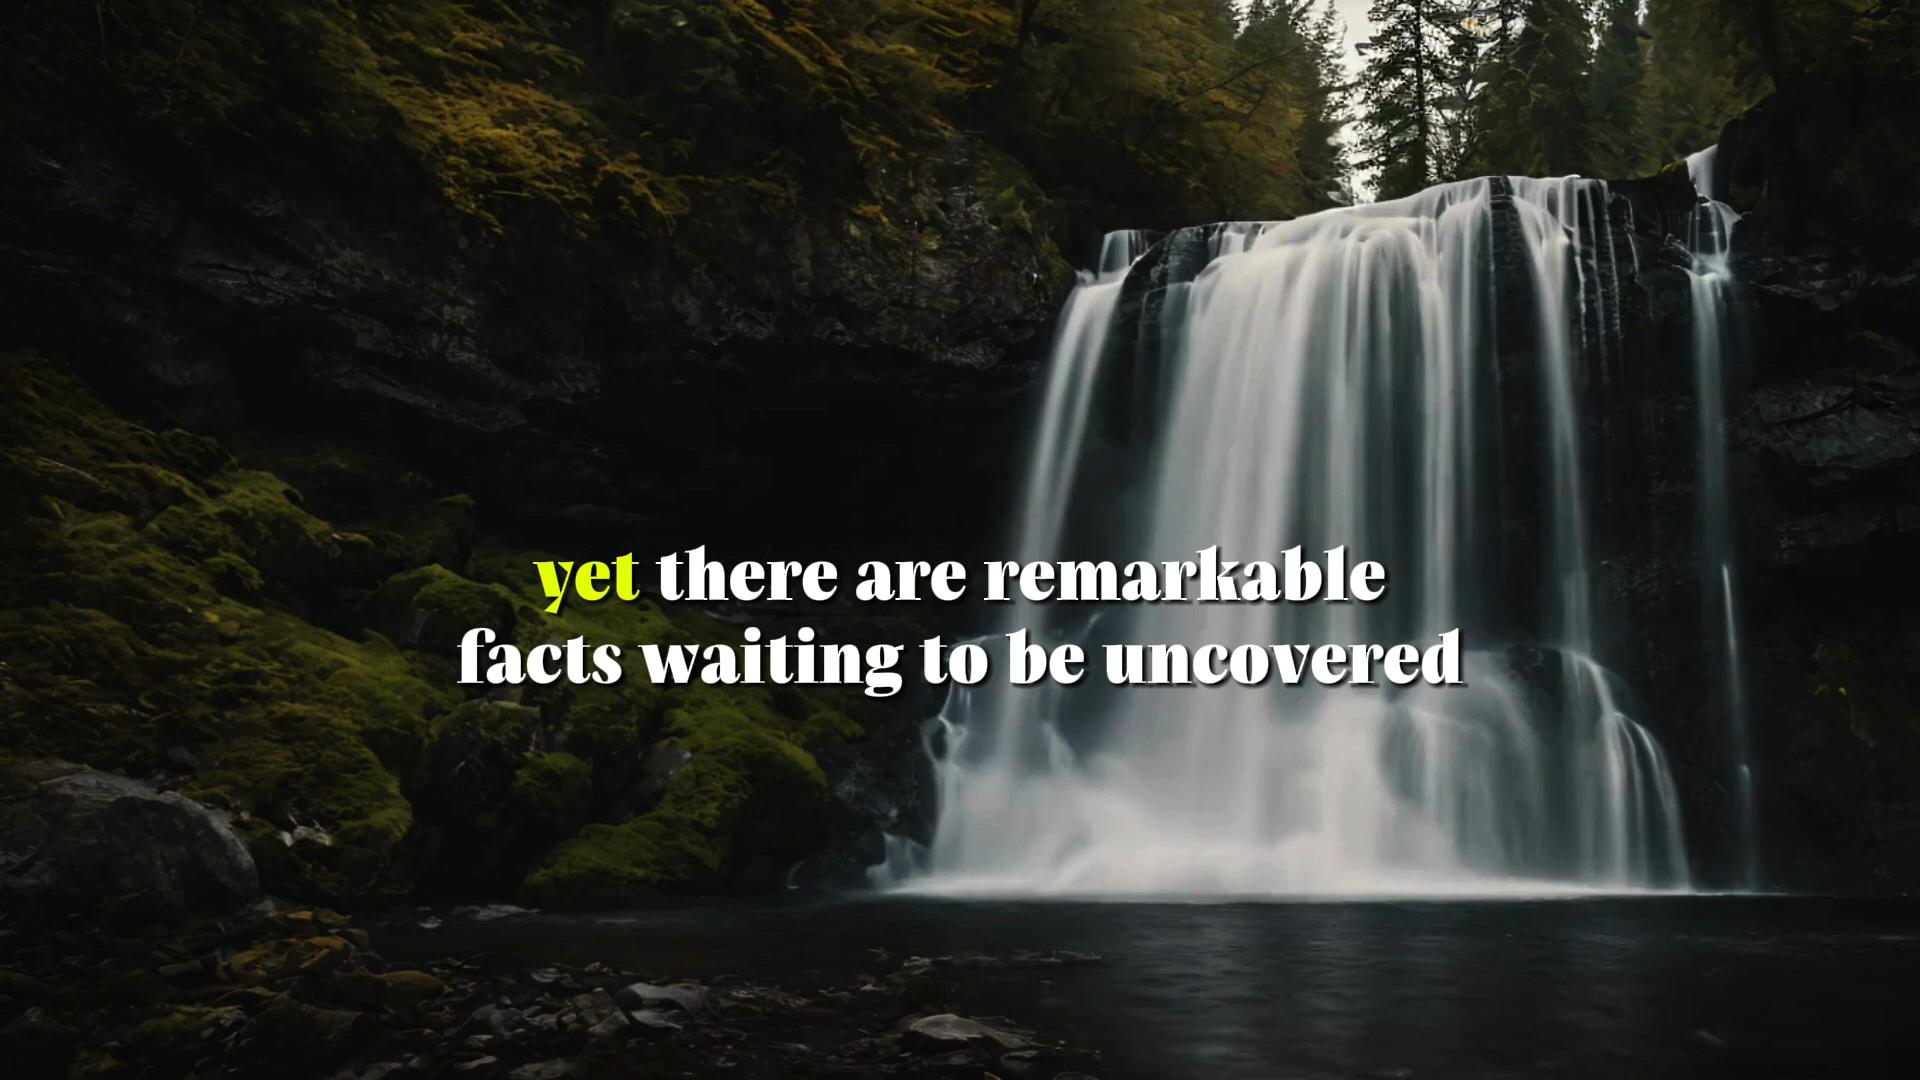 yet there are remarkable
facts waiting to be uncovered